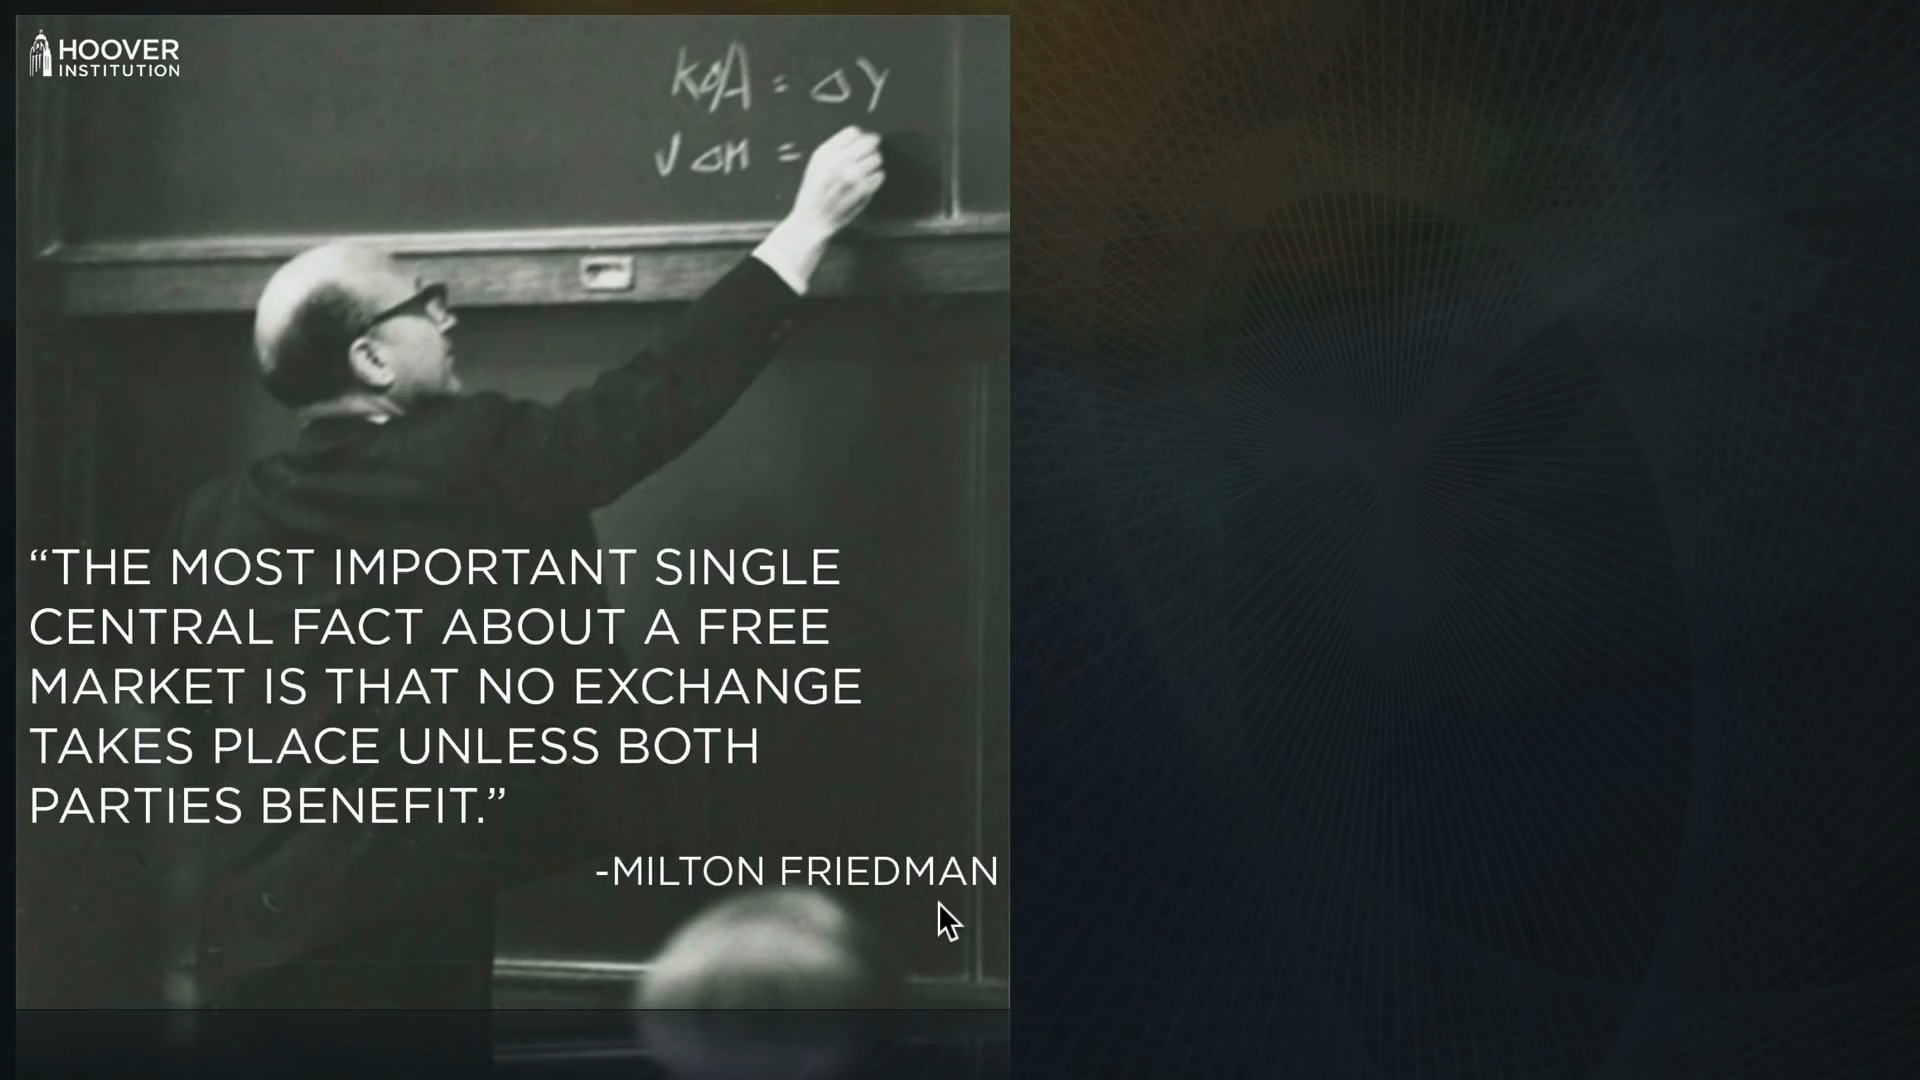 HOOVER
INSTITUTION
V ΔM =
“THE MOST IMPORTANT SINGLE
CENTRAL FACT ABOUT A FREE
MARKET IS THAT NO EXCHANGE
TAKES PLACE UNLESS BOTH
PARTIES BENEFIT.”
-MILTON FRIEDMAN